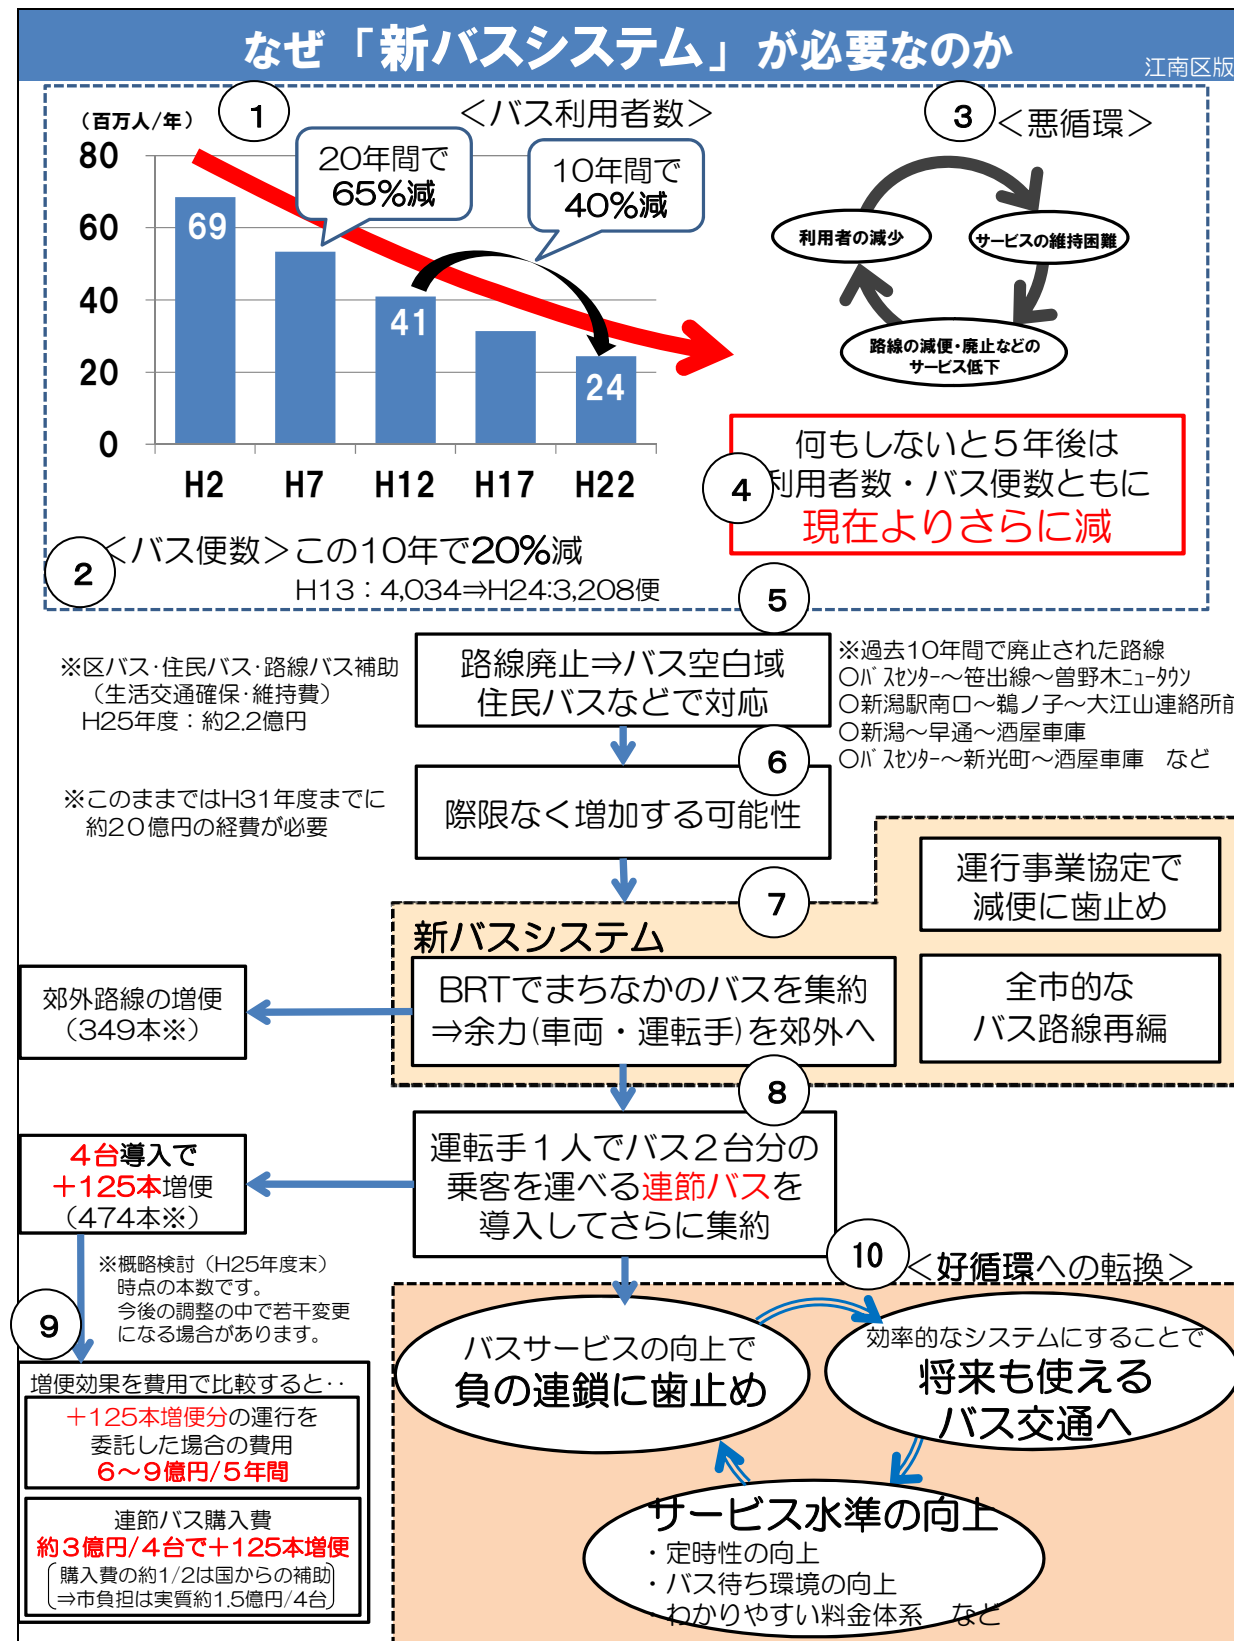 なぜ「新バスシステム」が必要なのか
江南区版
1
（百万人/年）
＜バス利用者数＞
80
60
40
20
0
69
41
24
H2
H7
H12
H17
H22
20年間で
65%減
10年間で
40%減
2
＜バス便数＞この10年で20%減
H13：4,034⇒H24:3,208便
3
＜悪循環＞
利用者の減少
サービスの維持困難
路線の減便・廃止などの
サービス低下
4
何もしないと５年後は
利用者数・バス便数ともに
現在よりさらに減
5
※区バス・住民バス・路線バス補助
（生活交通確保・維持費）
H25年度：約2.2億円
路線廃止⇒バス空白域
住民バスなどで対応
※過去10年間で廃止された路線
○ﾊﾞｽｾﾝﾀｰ～笹出線～曽野木ﾆｭｰﾀｳﾝ
○新潟駅南口～鵜ノ子～大江山連絡所前
○新潟～早通～酒屋車庫
○ﾊﾞｽｾﾝﾀｰ～新光町～酒屋車庫　など
6
※このままではH31年度までに
約２０億円の経費が必要
際限なく増加する可能性
7
新バスシステム
BRTでまちなかのバスを集約
⇒余力(車両・運転手)を郊外へ
運行事業協定で
減便に歯止め
全市的な
バス路線再編
郊外路線の増便
（349本※）
8
運転手１人でバス２台分の
乗客を運べる連節バスを
導入してさらに集約
４台導入で
＋125本増便
（474本※）
※概略検討（H25年度末）
時点の本数です。
今後の調整の中で若干変更
になる場合があります。
9
増便効果を費用で比較すると‥
＋125本増便分の運行を
委託した場合の費用
６～９億円/５年間
連節バス購入費
約３億円/４台で＋125本増便
購入費の約1/2は国からの補助
⇒市負担は実質約1.5億円/4台
10
＜好循環への転換＞
バスサービスの向上で
負の連鎖に歯止め
効率的なシステムにすることで
将来も使える
バス交通へ
サービス水準の向上
・定時性の向上
・バス待ち環境の向上
・わかりやすい料金体系　など